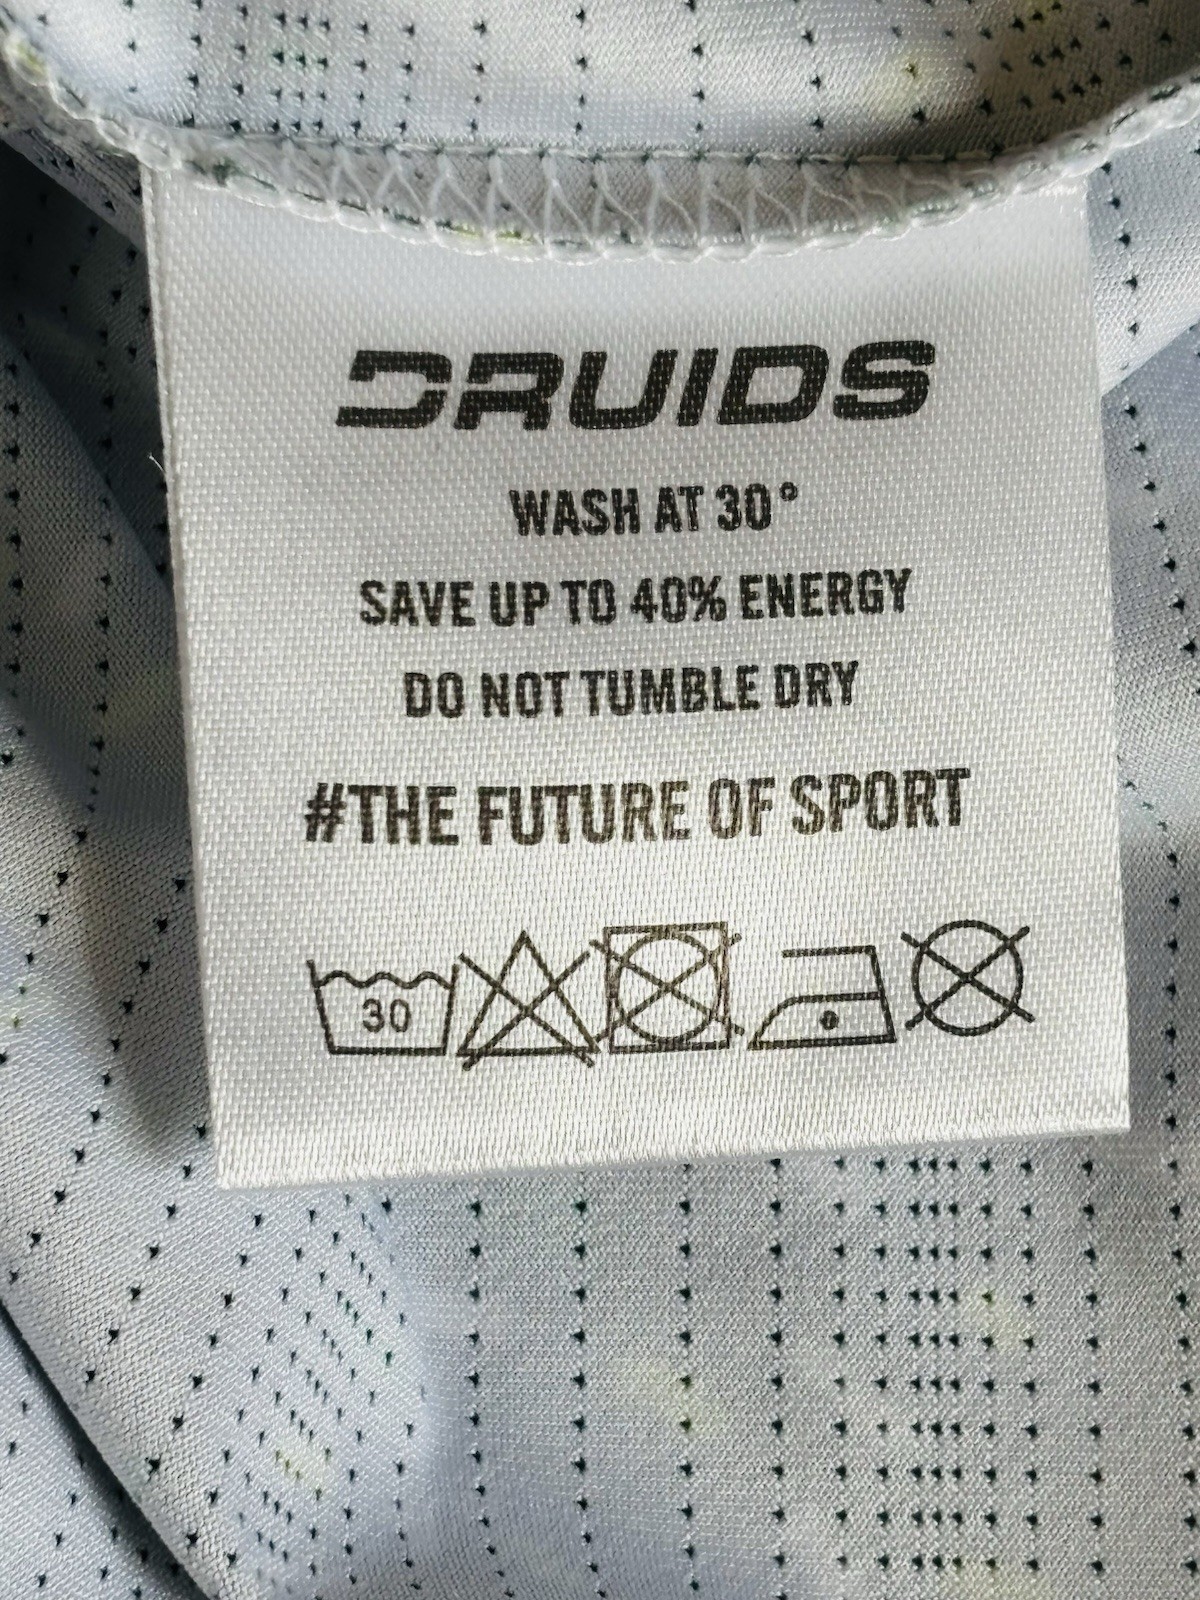 DRUIDS
WASH AT 30°
SAVE UP TO 40% ENERGY
DO NOT TUMBLE DRY
#THE FUTURE OF SPORT
30